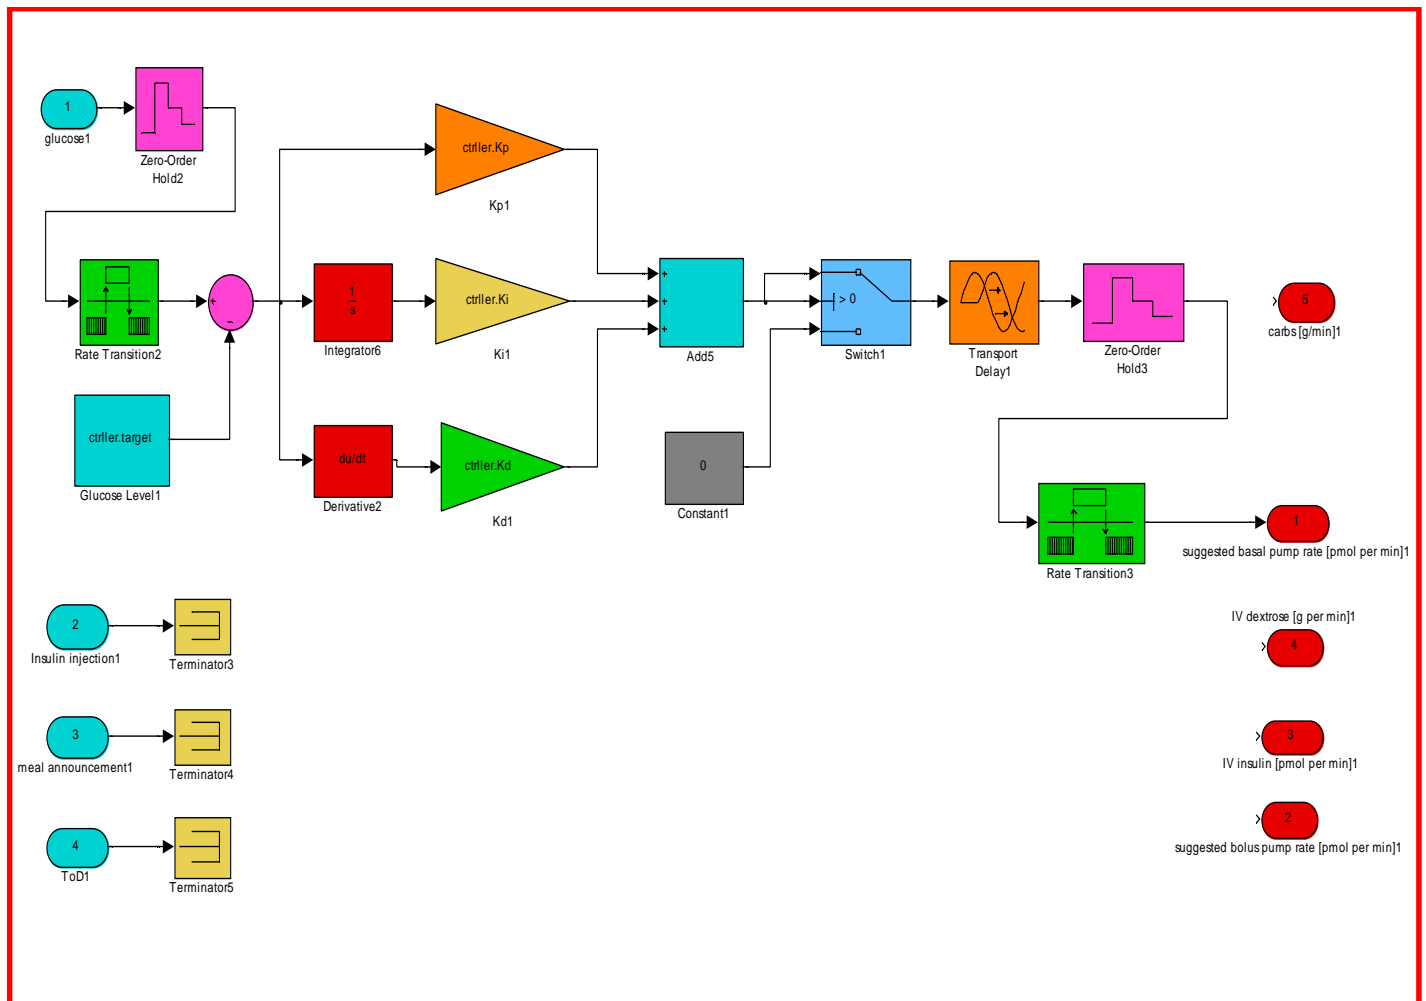 1
glucose1
Zero-Order
Hold2
ctrller.Kp
Kp1
+
-
Rate Transition2
1
s
Integrator6
ctrller.Ki
Ki1
+
+
+
Add5
> 0
Switch1
Transport
Delay1
Zero-Order
Hold3
5
carbs [g/min]1
ctrller.target
Glucose Level1
du/dt
Derivative2
ctrller.Kd
Kd1
0
Constant1
Rate Transition3
1
suggested basal pump rate [pmol per min]1
2
Insulin injection1
Terminator3
IV dextrose [g per min]1
4
3
meal announcement1
Terminator4
3
IV insulin [pmol per min]1
4
ToD1
Terminator5
2
suggested bolus pump rate [pmol per min]1